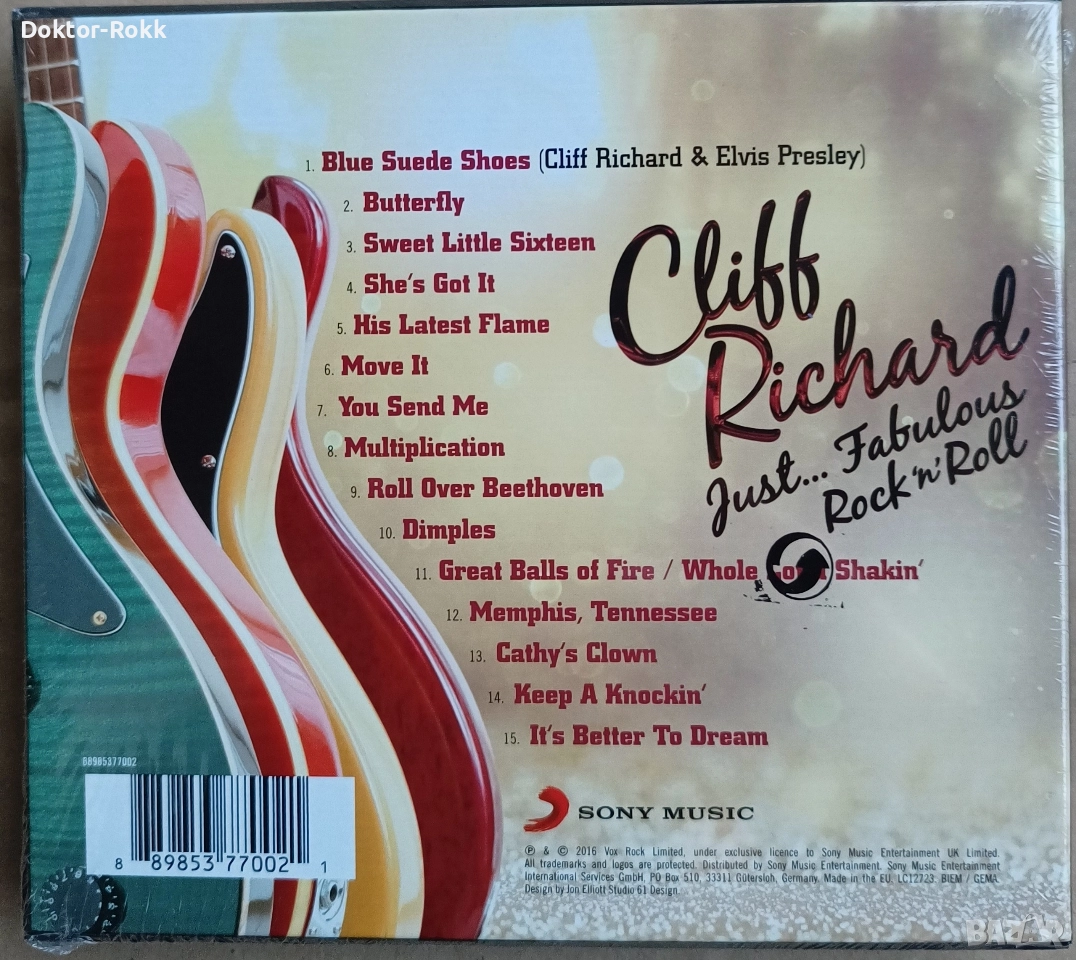 Doktor-Rokk
1. Blue Suede Shoes (Cliff Richard & Elvis Presley)
2. Butterfly
3. Sweet Little Sixteen
4. She's Got It
5. His Latest Flame
6. Move It
7. You Send Me
8. Multiplication
9. Roll Over Beethoven
10. Dimples
11. Great Balls of Fire / Whole Shakin'
12. Memphis, Tennessee
13. Cathy's Clown
14. Keep A Knockin'
15. It's Better To Dream
Cliff
Richard
Just... Fabulous
Rock 'n' Roll
88985377002
8 89853 77002 1
SONY MUSIC
℗ & © 2016 Vox Rock Limited, under exclusive licence to Sony Music Entertainment UK Limited.
All trademarks and logos are protected. Distributed by Sony Music Entertainment. Sony Music Entertainment
International Services GmbH, PO Box 510, 33311 Gütersloh, Germany. Made in the EU. LC12723. BIEM / GEMA.
Design by Jon Elliott Studio 61 Design.
BAZAR